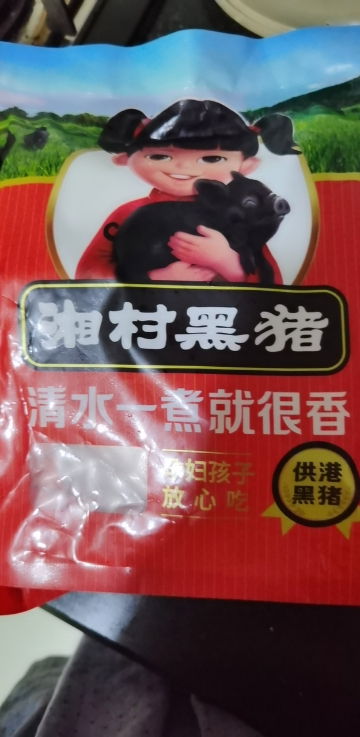 湘村黑猪
清水一煮就很香
孕妇孩子
放心吃
供港
黑猪